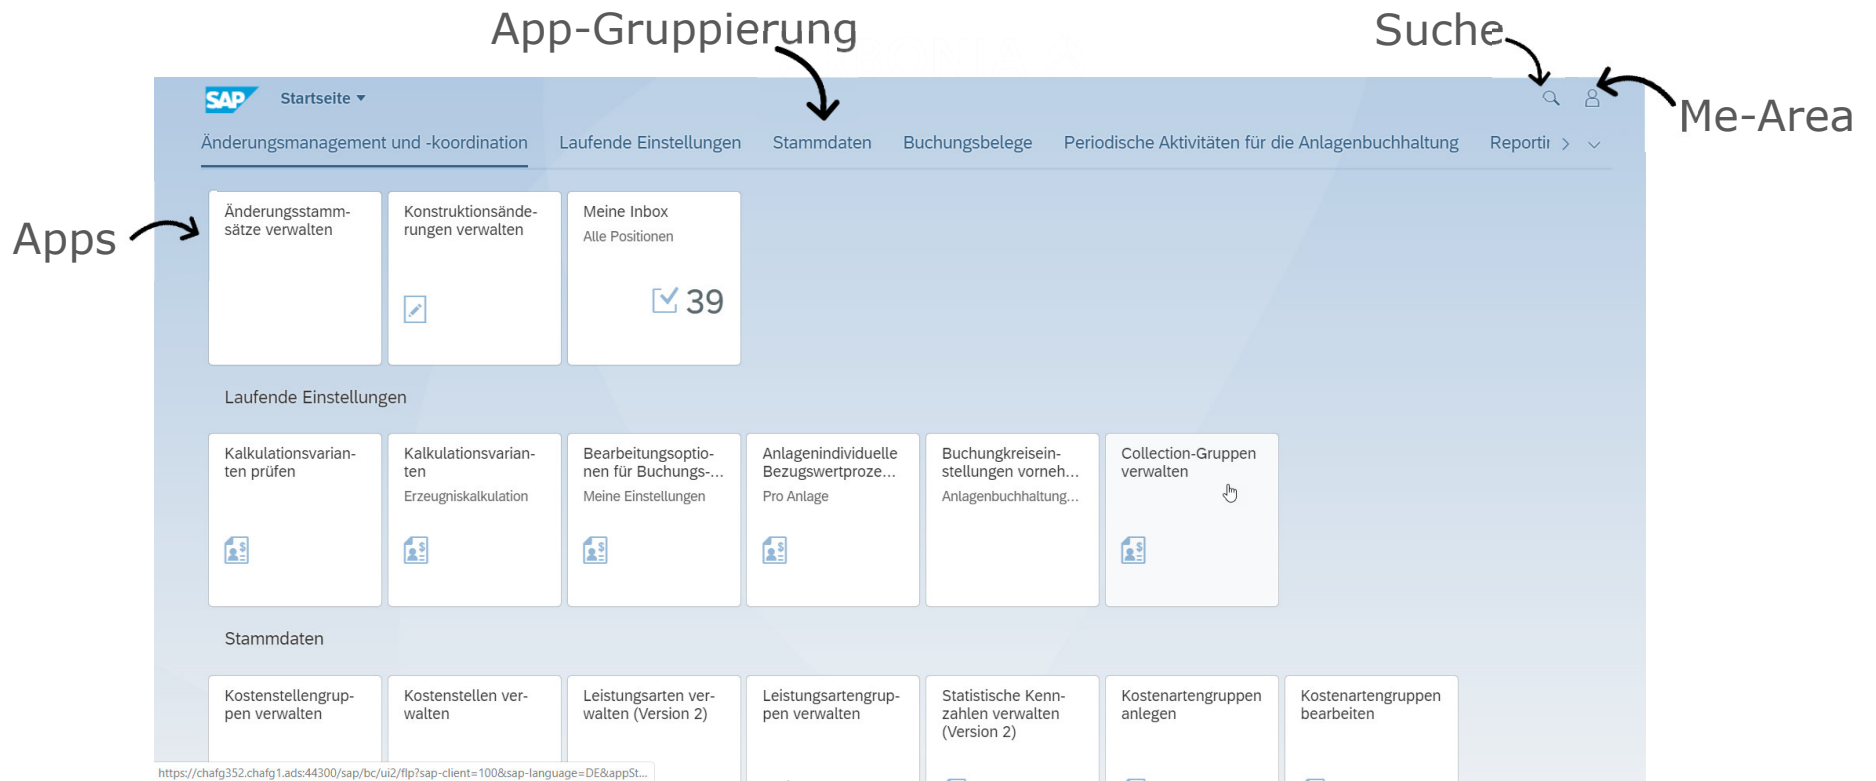 App-Gruppierung
Suche
SAP Startseite
Me-Area
Änderungsmanagement und -koordination Laufende Einstellungen Stammdaten Buchungsbelege Periodische Aktivitäten für die Anlagenbuchhaltung Reportin
Apps
Änderungsstamm-
sätze verwalten
Konstruktionsände-
rungen verwalten
Meine Inbox
Alle Positionen
39
Laufende Einstellungen
Kalkulationsvarian-
ten prüfen
Kalkulationsvarian-
ten
Erzeugniskalkulation
Bearbeitungsoptio-
nen für Buchungs-...
Meine Einstellungen
Anlagenindividuelle
Bezugswertproze...
Pro Anlage
Buchungkreisein-
stellungen vorneh...
Anlagenbuchhaltung...
Collection-Gruppen
verwalten
Stammdaten
Kostenstellengrup-
pen verwalten
Kostenstellen ver-
walten
Leistungsarten ver-
walten (Version 2)
Leistungsartengrup-
pen verwalten
Statistische Kenn-
zahlen verwalten
(Version 2)
Kostenartengruppen
anlegen
Kostenartengruppen
bearbeiten
https://chafg352.chafg1.ads:44300/sap/bc/ui2/flp?sap-client=100&sap-language=DE&appSt...